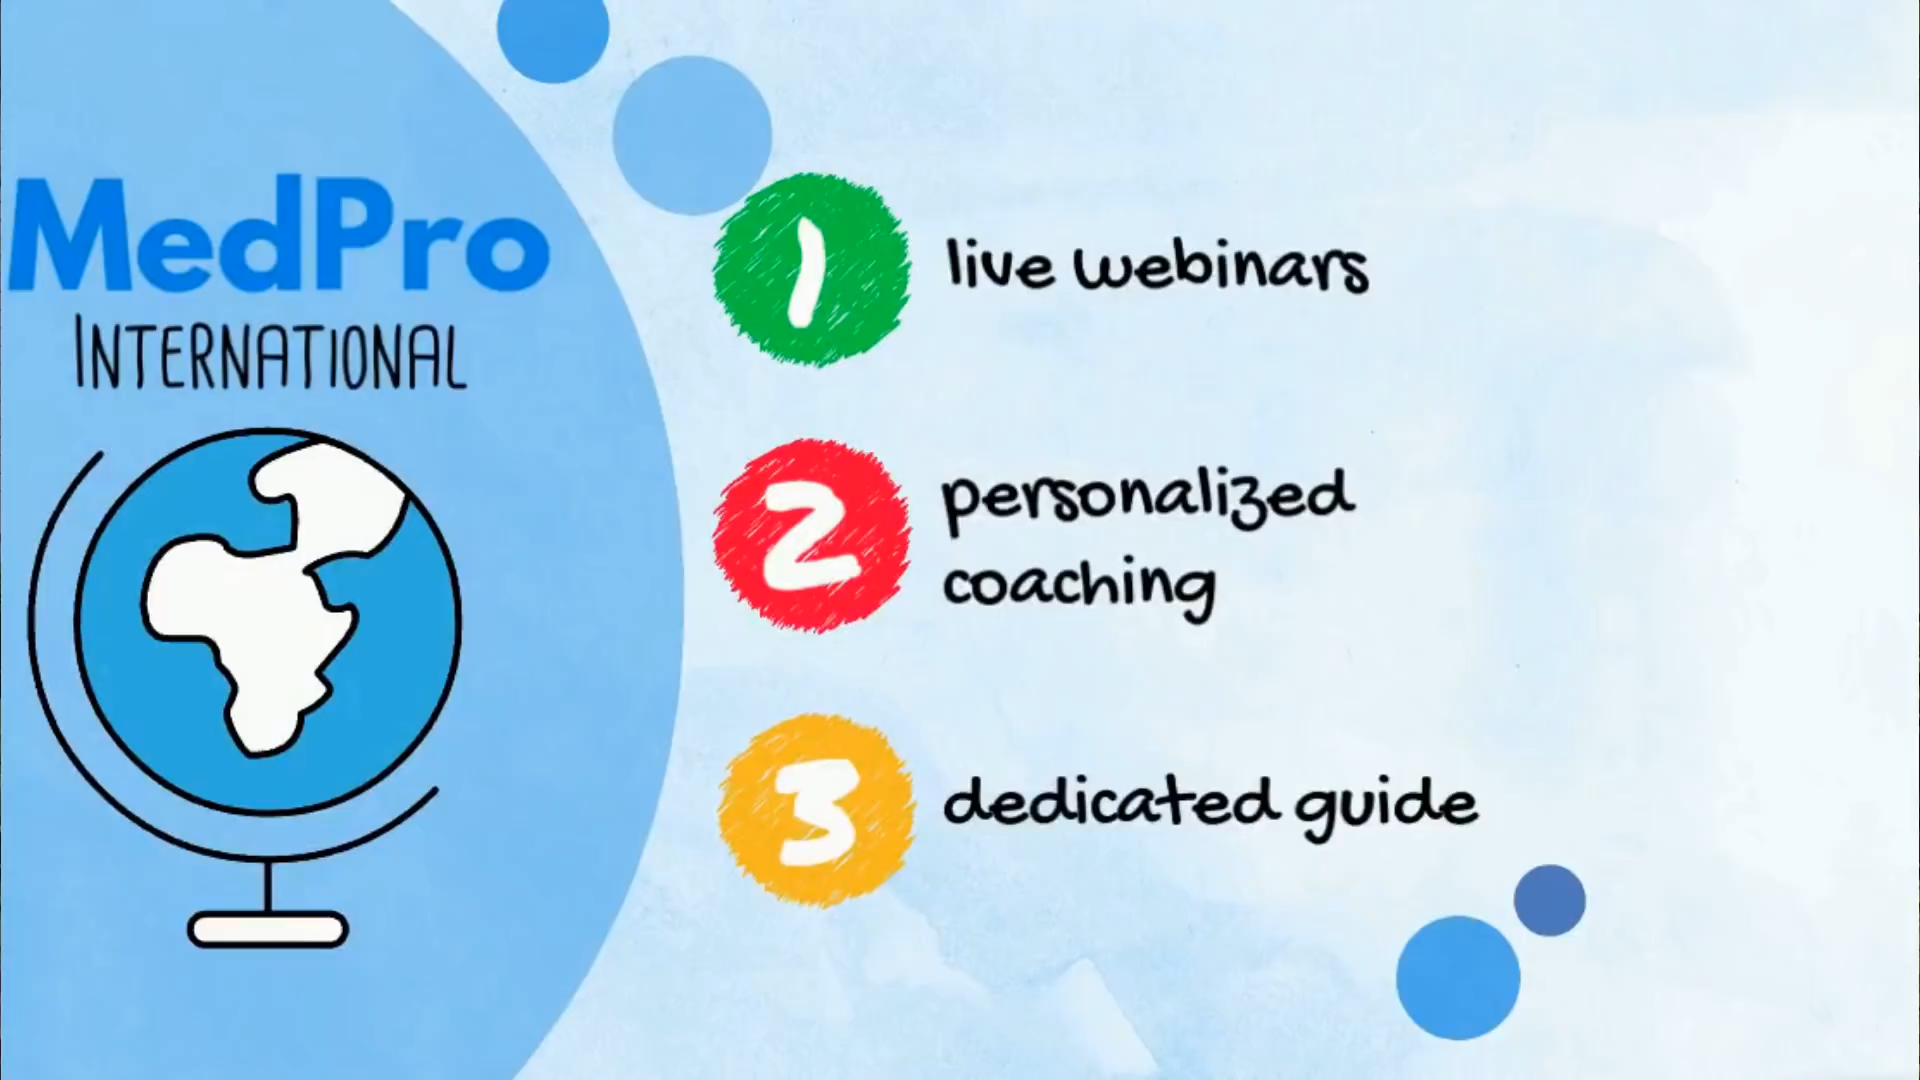 MedPro
INTERNATIONAL
1 live webinars
2 personalized
coaching
3 dedicated guide